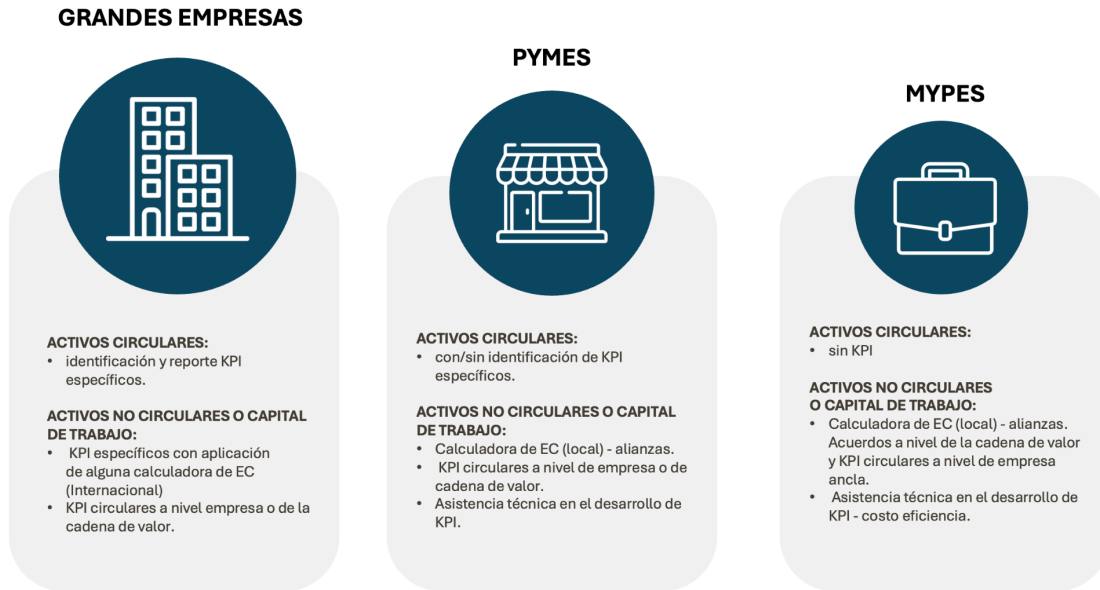 GRANDES EMPRESAS
ACTIVOS CIRCULARES:
• identificación y reporte KPI
específicos.
ACTIVOS NO CIRCULARES O CAPITAL
DE TRABAJO:
• KPI específicos con aplicación
de alguna calculadora de EC
(Internacional)
• KPI circulares a nivel empresa o de la
cadena de valor.
PYMES
ACTIVOS CIRCULARES:
• con/sin identificación de KPI
específicos.
ACTIVOS NO CIRCULARES O CAPITAL
DE TRABAJO:
• Calculadora de EC (local) - alianzas.
• KPI circulares a nivel de empresa o de
cadena de valor.
• Asistencia técnica en el desarrollo de
KPI.
MYPES
ACTIVOS CIRCULARES:
• sin KPI
ACTIVOS NO CIRCULARES
O CAPITAL DE TRABAJO:
• Calculadora de EC (local) - alianzas.
Acuerdos a nivel de la cadena de valor
y KPI circulares a nivel de empresa
ancla.
• Asistencia técnica en el desarrollo de
KPI - costo eficiencia.